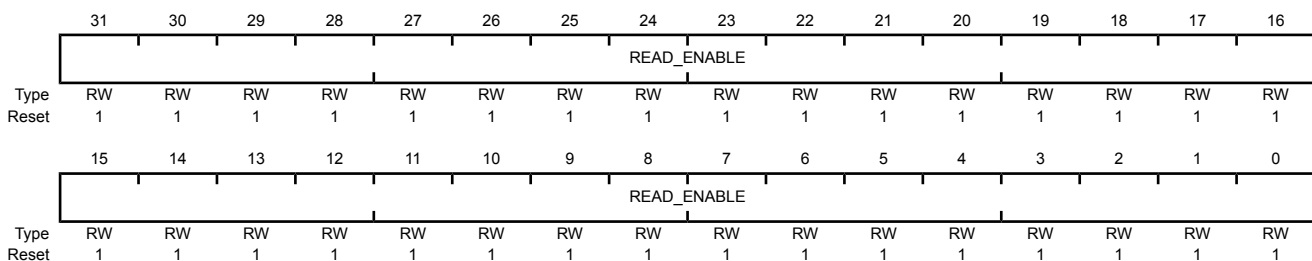 31 30 29 28 27 26 25 24 23 22 21 20 19 18 17 16
READ_ENABLE
Type RW RW RW RW RW RW RW RW RW RW RW RW RW RW RW RW
Reset 1 1 1 1 1 1 1 1 1 1 1 1 1 1 1 1
15 14 13 12 11 10 9 8 7 6 5 4 3 2 1 0
READ_ENABLE
Type RW RW RW RW RW RW RW RW RW RW RW RW RW RW RW RW
Reset 1 1 1 1 1 1 1 1 1 1 1 1 1 1 1 1